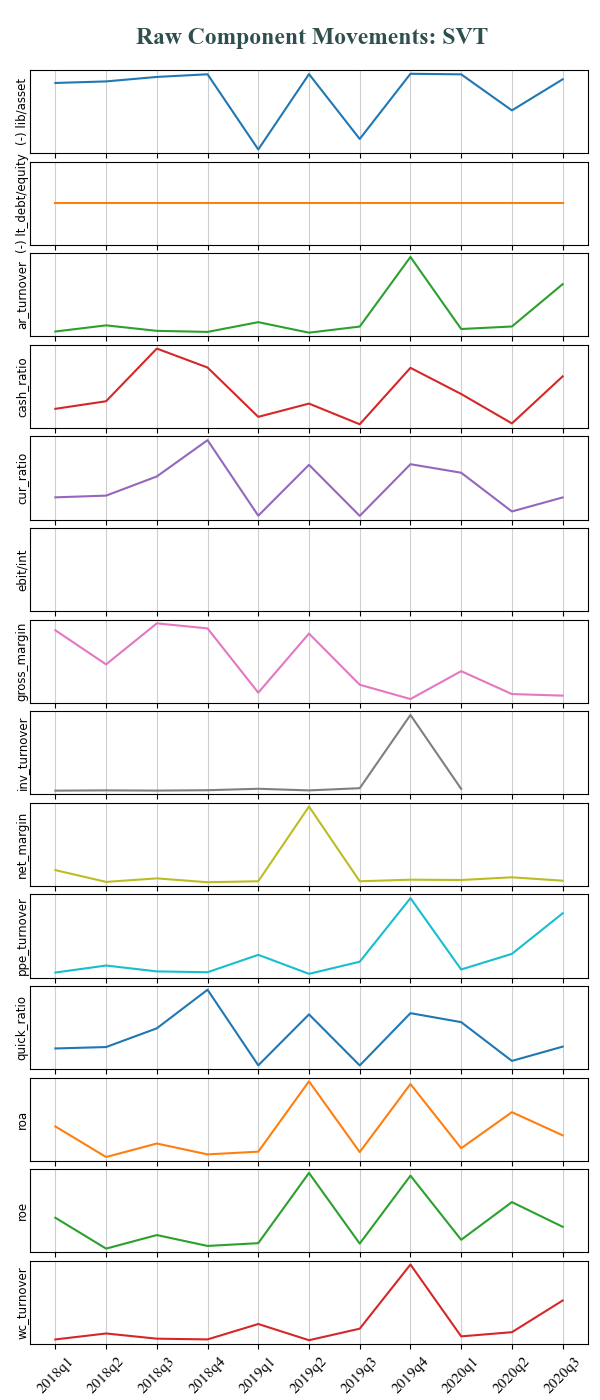 Raw Component Movements: SVT
(-) lib/asset
(-) lt_debt/equity
ar_turnover
cash_ratio
cur_ratio
ebit/int
gross_margin
inv_turnover
net_margin
ppe_turnover
quick_ratio
roa
roe
wc_turnover
2018q1 2018q2 2018q3 2018q4 2019q1 2019q2 2019q3 2019q4 2020q1 2020q2 2020q3